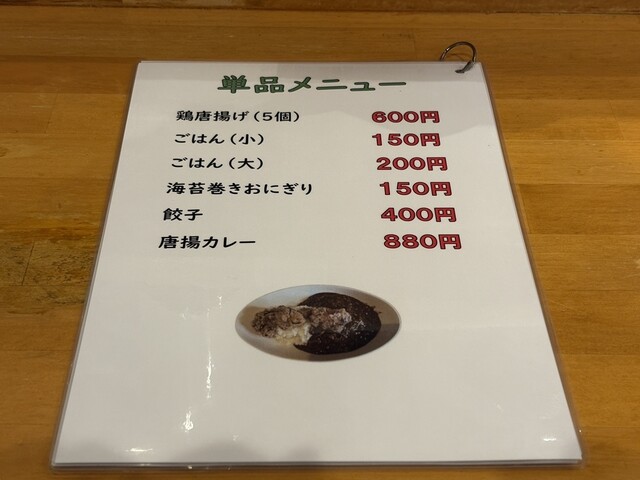 単品メニュー
鶏唐揚げ(5個) 600円
ごはん(小) 150円
ごはん(大) 200円
海苔巻きおにぎり 150円
餃子 400円
唐揚カレー 880円